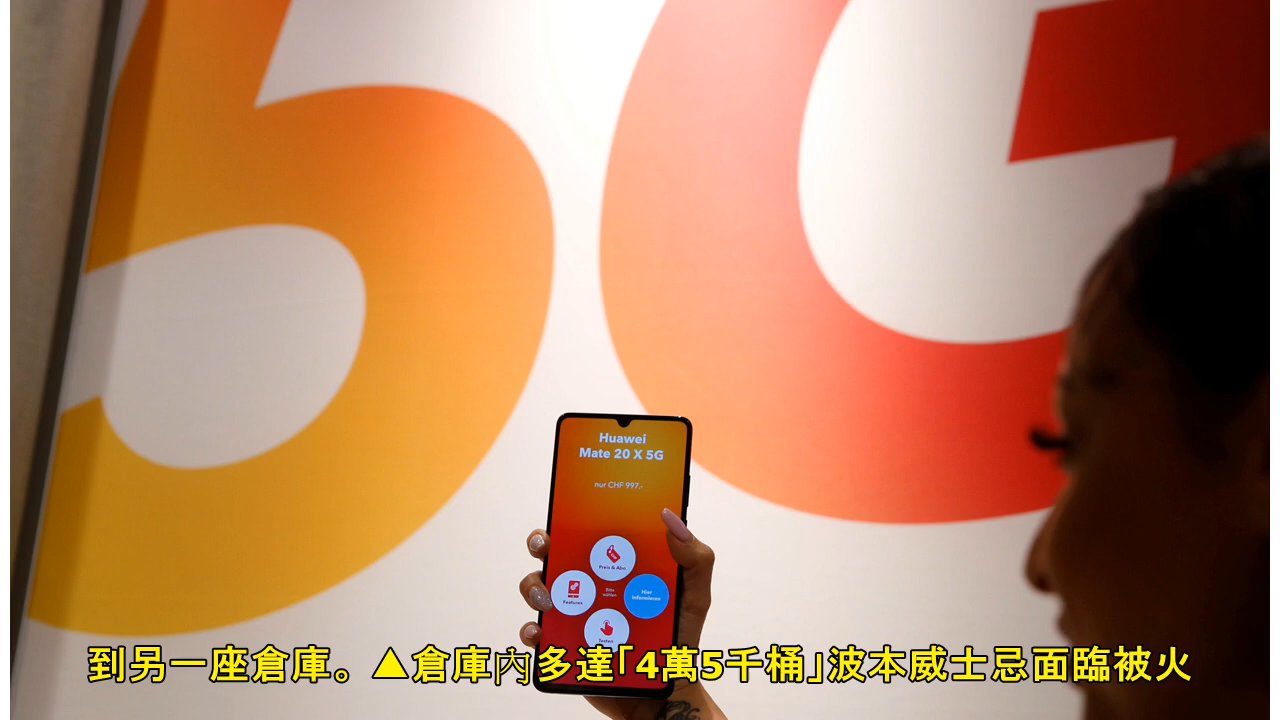 5G
Huawei
Mate 20 X 5G
nur CHF 997,-
Preis & Abo
Features
Bitte
wählen
Hier
informieren
Testen
到另一座倉庫。▲倉庫內多達「4萬5千桶」波本威士忌面臨被火